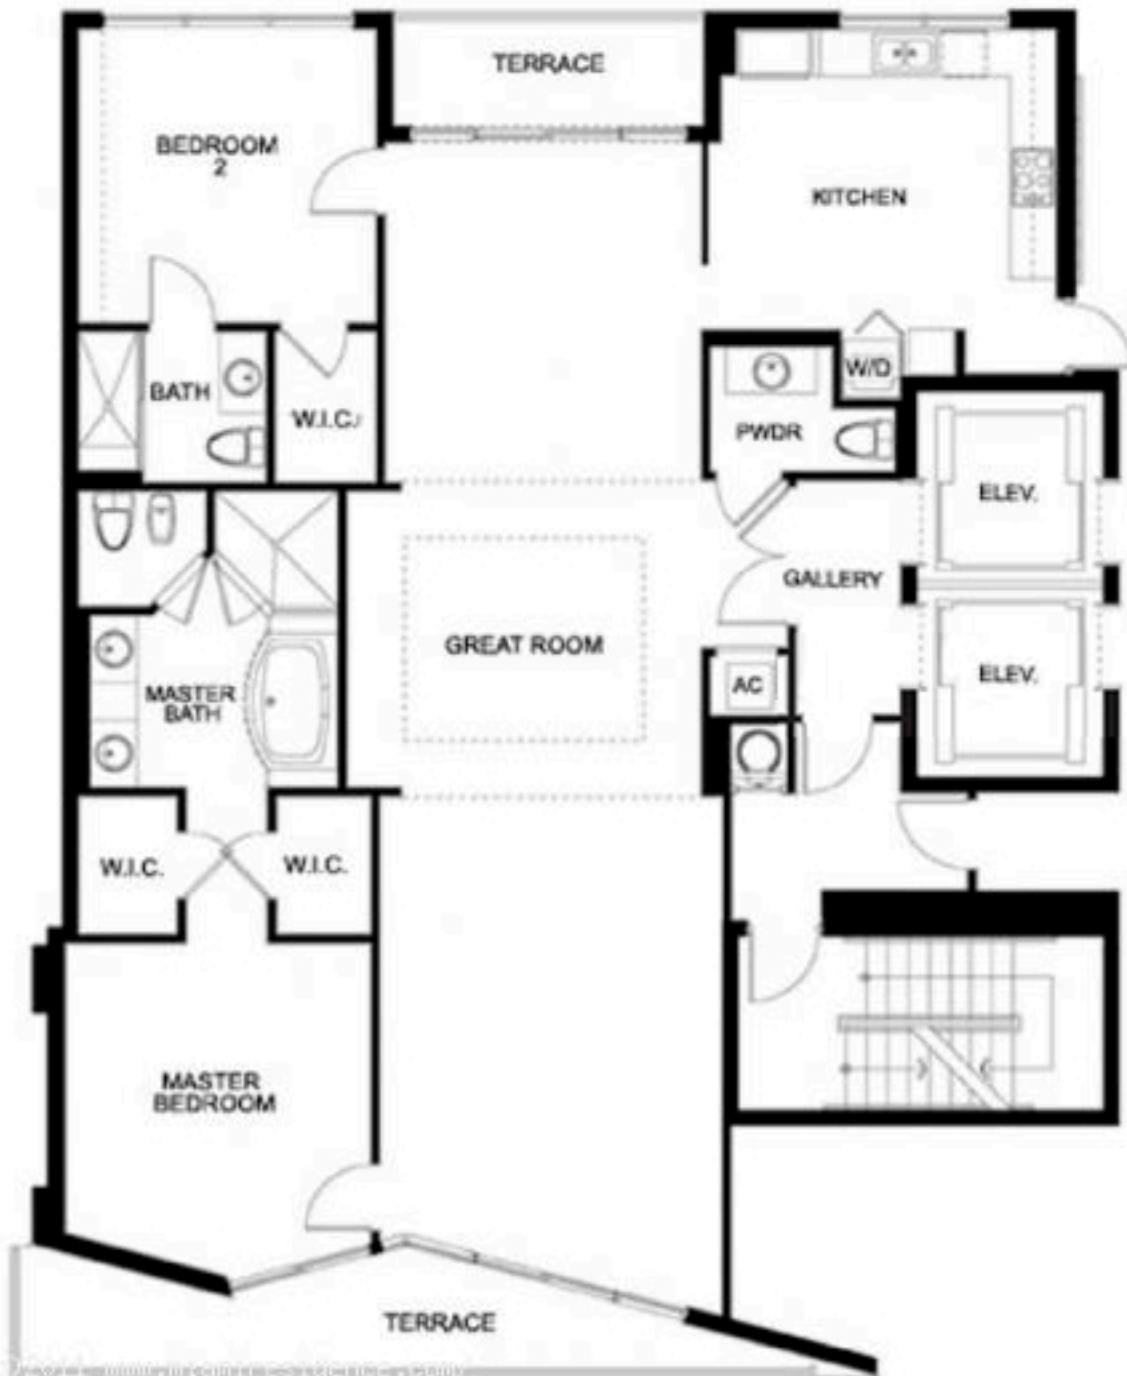 TERRACE
BEDROOM
2
KITCHEN
BATH
W.I.C.
W/D
PWDR
ELEV.
GALLERY
GREAT ROOM
MASTER
BATH
AC
ELEV.
W.I.C.
W.I.C.
MASTER
BEDROOM
TERRACE